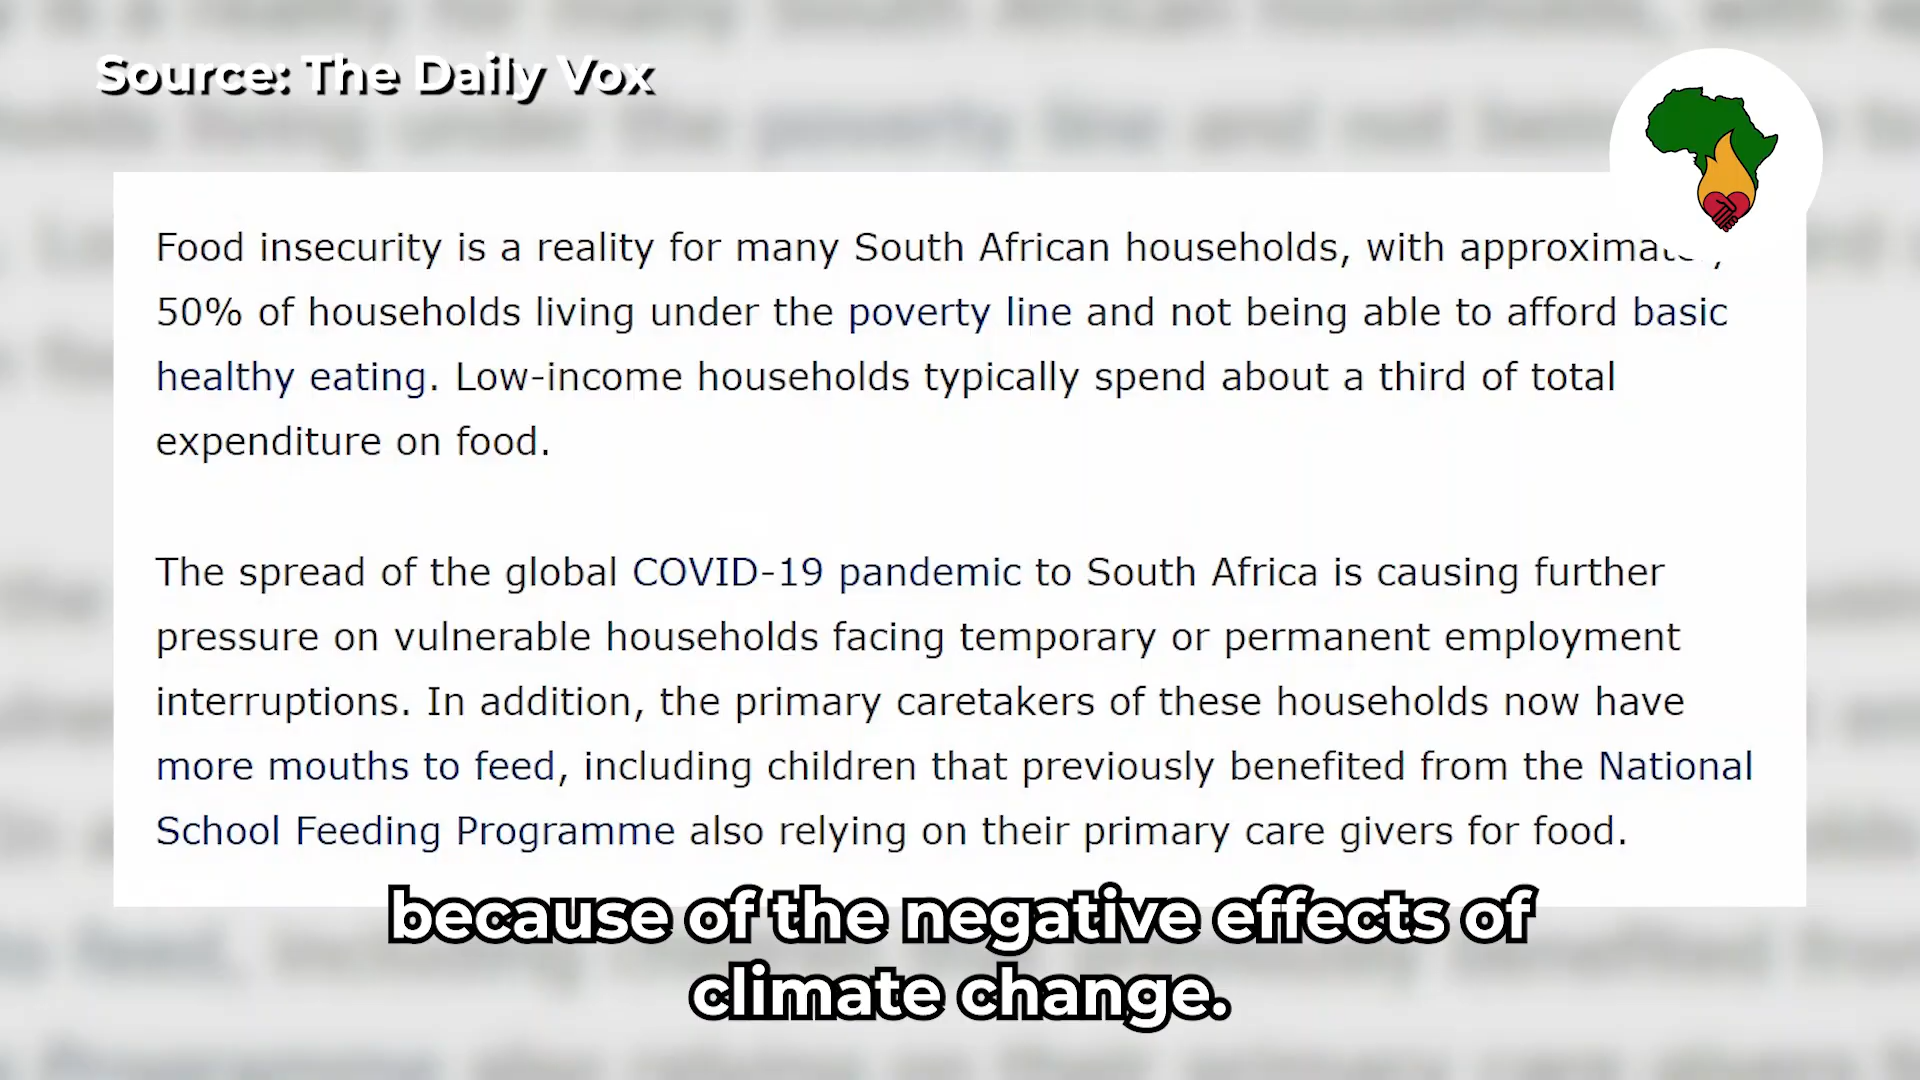 Source: The Daily Vox
Food insecurity is a reality for many South African households, with
50% of households living under the poverty line and not being able to afford basic
healthy eating. Low-income households typically spend about a third of total
expenditure on food.
The spread of the global COVID-19 pandemic to South Africa is causing further
pressure on vulnerable households facing temporary or permanent employment
interruptions. In addition, the primary caretakers of these households now have
more mouths to feed, including children that previously benefited from the National
School Feeding Programme also relying on their primary care givers for food.
because of the negative effects of
climate change.